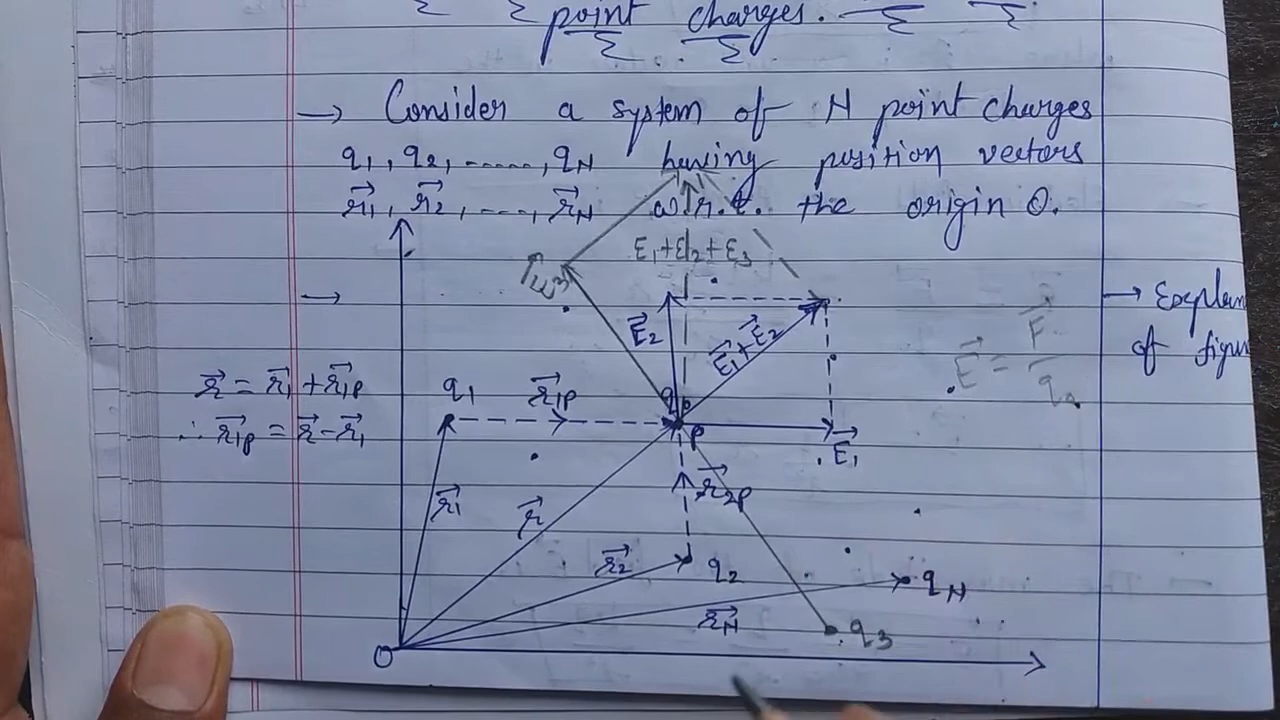 point charges.
→ Consider a system of N point charges
q₁, q₂, ------, qN having position vectors
r⃗₁, r⃗₂, ----, r⃗N w.r.t. the origin O.
E₁+E₂+E₃
E⃗₃
→
→ Explan
of figur
E⃗₂
E⃗₁+E⃗₂
E⃗ = F⃗/q₀
r⃗ = r⃗₁ + r⃗₁p
q₁
r⃗₁p
∴ r⃗₁p = r⃗ - r⃗₁
P
E⃗₁
r⃗₁
r⃗
r⃗₂p
r⃗₂
q₂
qN
r⃗N
q₃
O